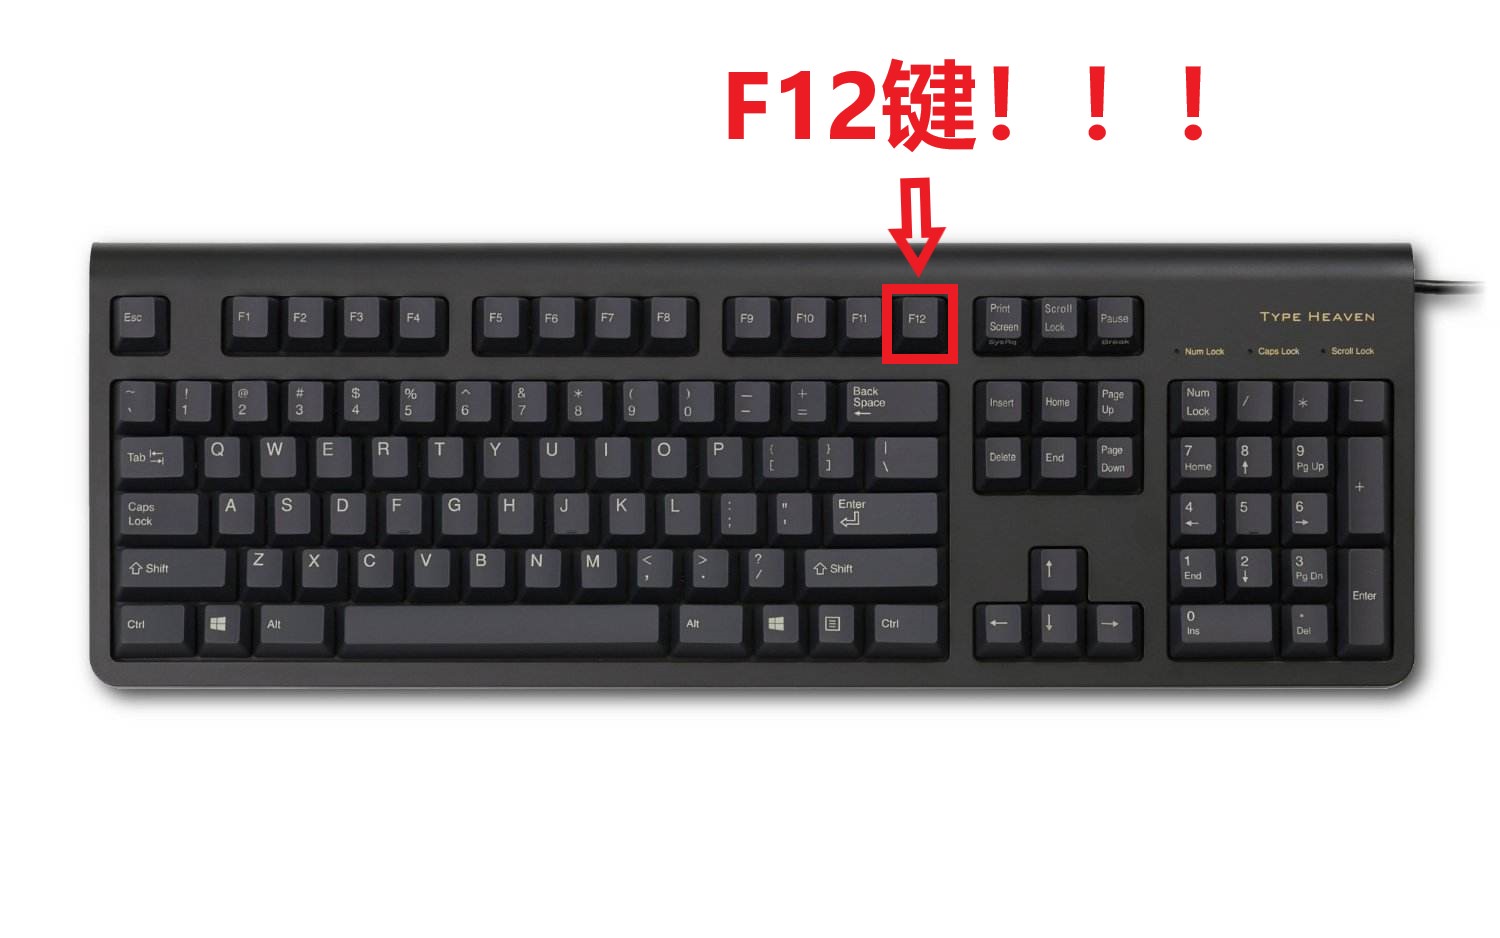 F12键！！！
Esc F1 F2 F3 F4 F5 F6 F7 F8 F9 F10 F11 F12 Print Screen SysRq Scroll Lock Pause Break
TYPE HEAVEN
Num Lock Caps Lock Scroll Lock
~ ` ! 1 @ 2 # 3 $ 4 % 5 ^ 6 & 7 * 8 ( 9 ) 0 — – + = Back Space ← Insert Home Page Up Num Lock / * –
Tab Q W E R T Y U I O P { [ } ] | \ Delete End Page Down 7 Home 8 ↑ 9 Pg Up +
Caps Lock A S D F G H J K L : ; " ' Enter 4 ← 5 6 →
Shift Z X C V B N M < , > . ? / Shift ↑ 1 End 2 ↓ 3 Pg Dn Enter
Ctrl Alt Alt Ctrl ← ↓ → 0 Ins . Del